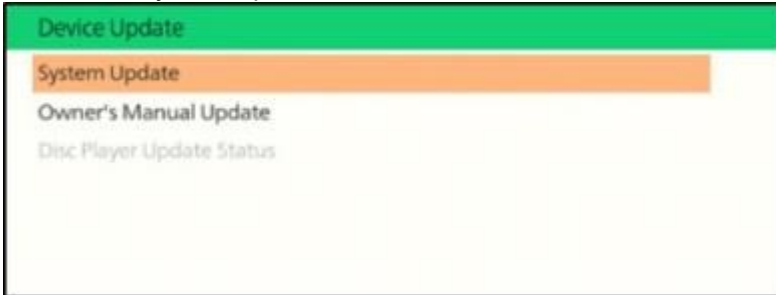 Device Update
System Update
Owner's Manual Update
Disc Player Update Status